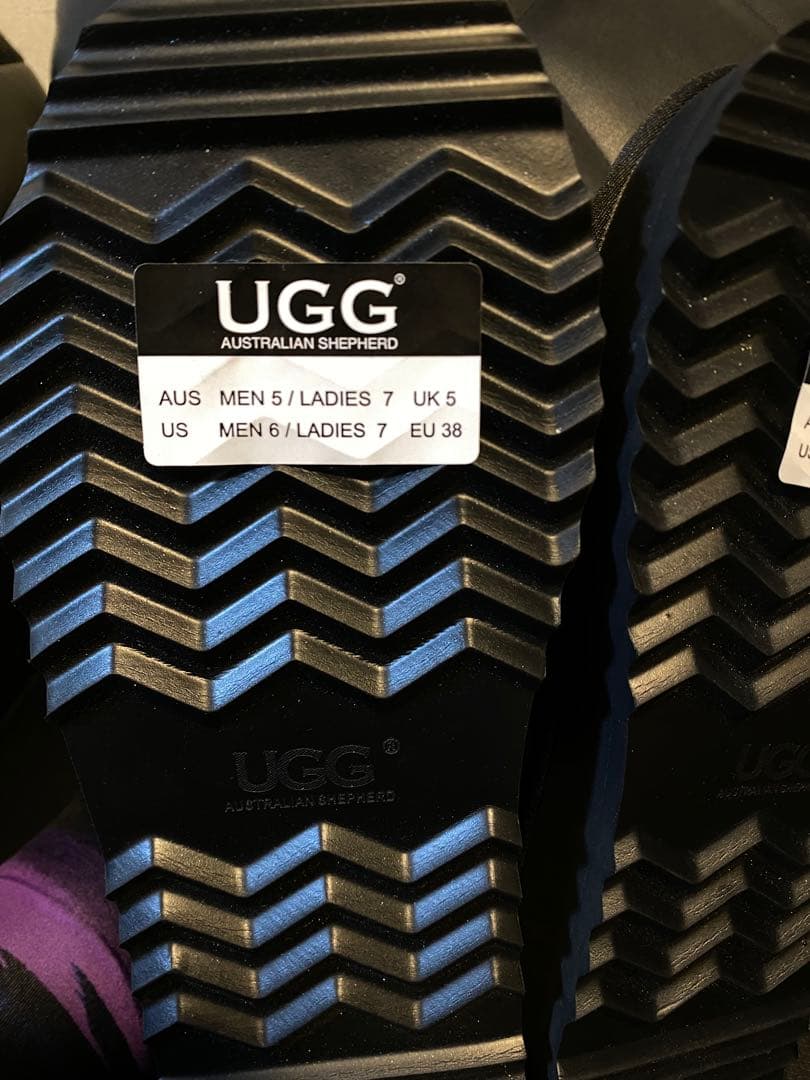 UGG®
AUSTRALIAN SHEPHERD
AUS MEN 5 / LADIES 7 UK 5
US MEN 6 / LADIES 7 EU 38
UGG®
AUSTRALIAN SHEPHERD